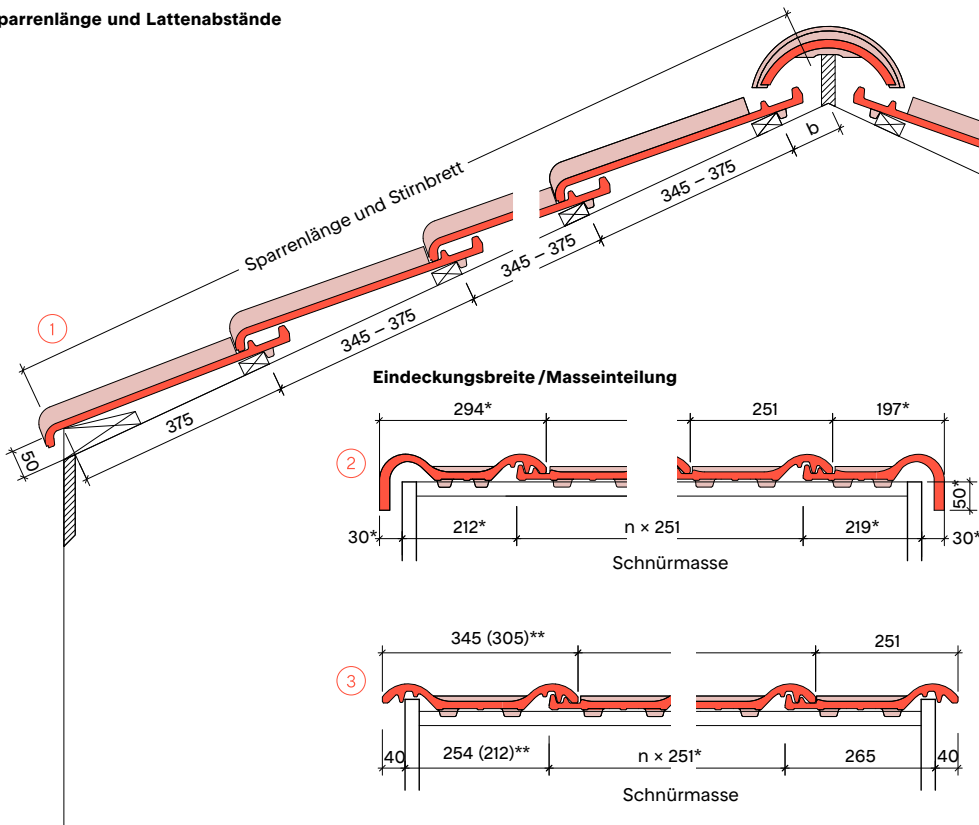 parrenlänge und Lattenabstände
Sparrenlänge und Stirnbrett
b
345 – 375
345 – 375
345 – 375
375
50
1
Eindeckungsbreite / Masseinteilung
294*
251
197*
2
50*
30*
212*
n × 251
219*
30*
Schnürmasse
345 (305)**
251
3
40
254 (212)**
n × 251*
265
40
Schnürmasse